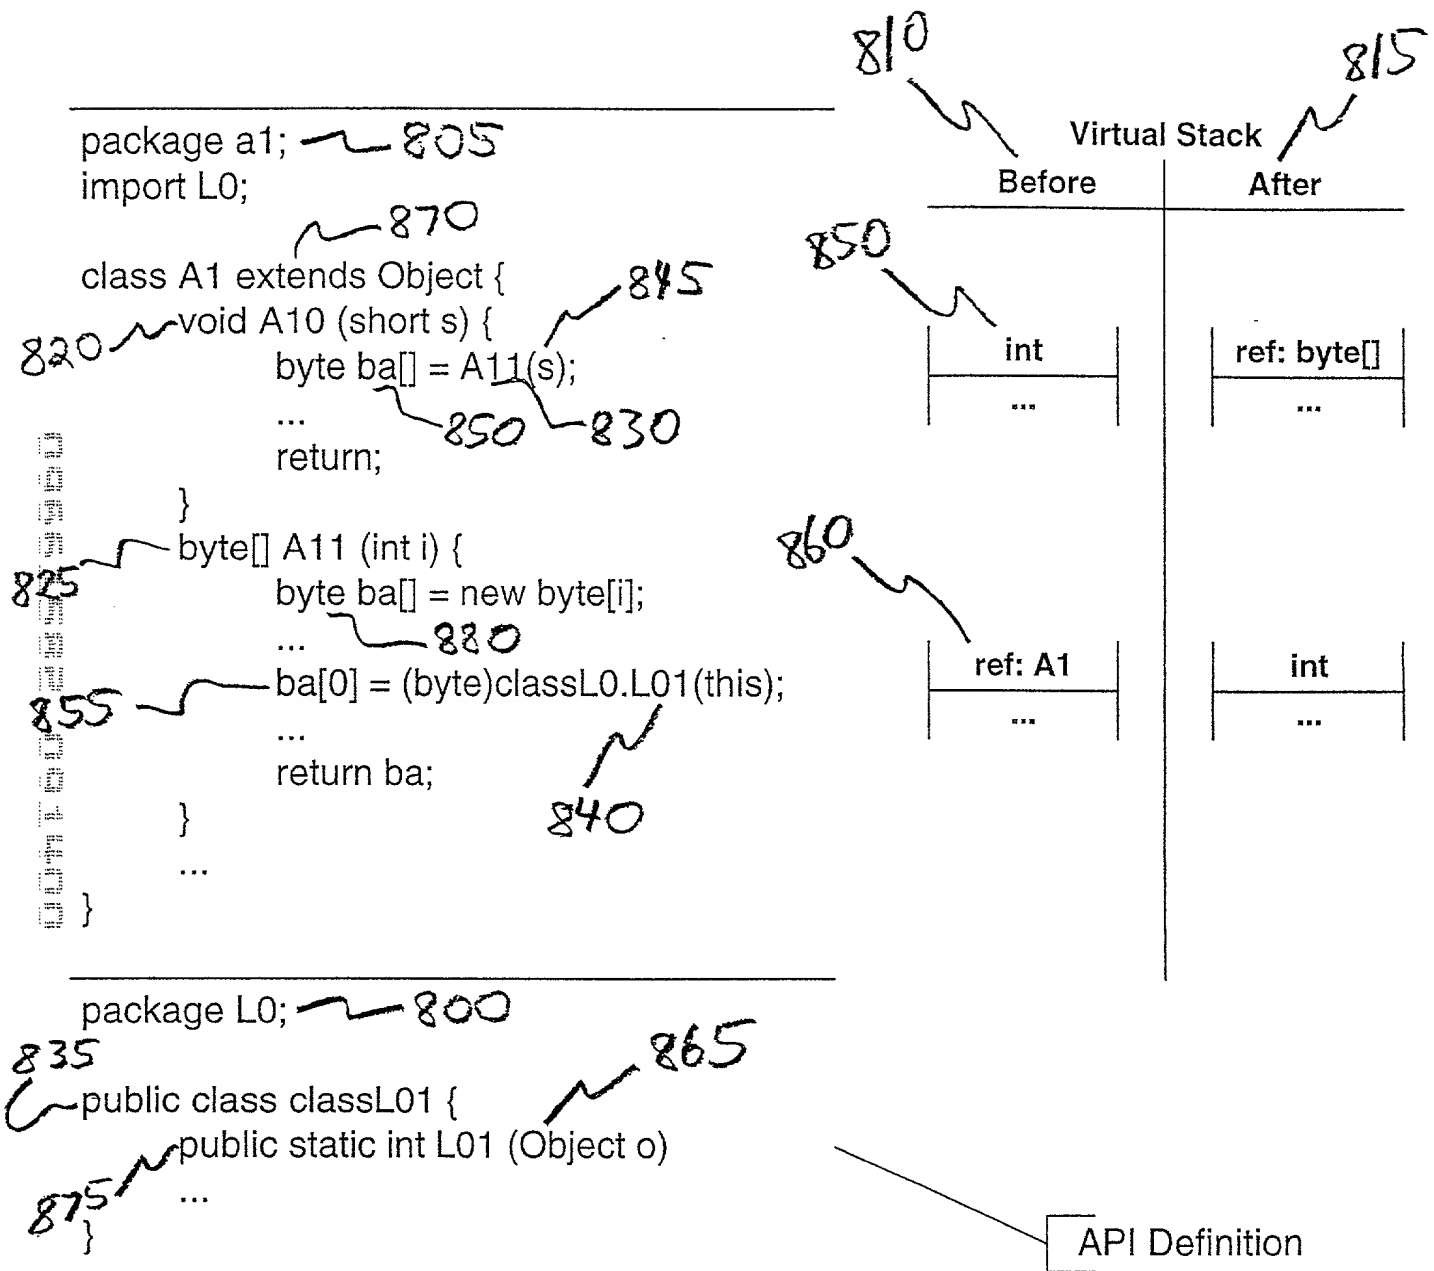 810
815
package a1; 805
import L0;
Virtual Stack
Before After
870
850
class A1 extends Object {
845
820 void A10 (short s) {
byte ba[] = A11(s);
int ref: byte[]
... ...
... 850 830
return;
}
860
825 byte[] A11 (int i) {
byte ba[] = new byte[i];
... 880
855 ba[0] = (byte)classL0.L01(this);
ref: A1 int
... ...
...
return ba;
840
}
...
}
package L0; 800
835 865
public class classL01 {
875 public static int L01 (Object o)
...
}
API Definition